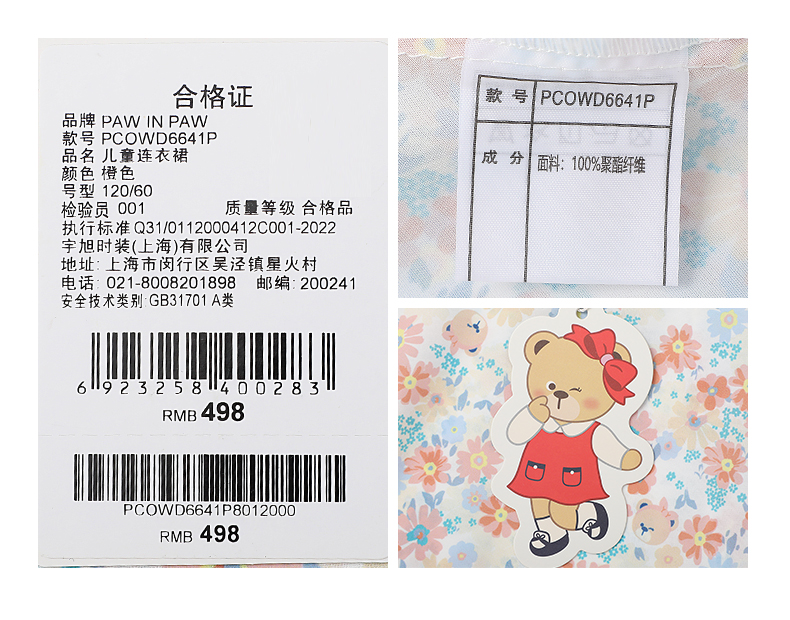 合格证
品牌 PAW IN PAW
款号 PCOWD6641P
品名 儿童连衣裙
颜色 橙色
号型 120/60
检验员 001 质量等级 合格品
执行标准 Q31/0112000412C001-2022
宇旭时装(上海)有限公司
地址: 上海市闵行区吴泾镇星火村
电话: 021-8008201898 邮编: 200241
安全技术类别: GB31701 A类
6 923258 400283
RMB 498
PCOWD6641P8012000
RMB 498
款号 PCOWD6641P
成分 面料: 100%聚酯纤维